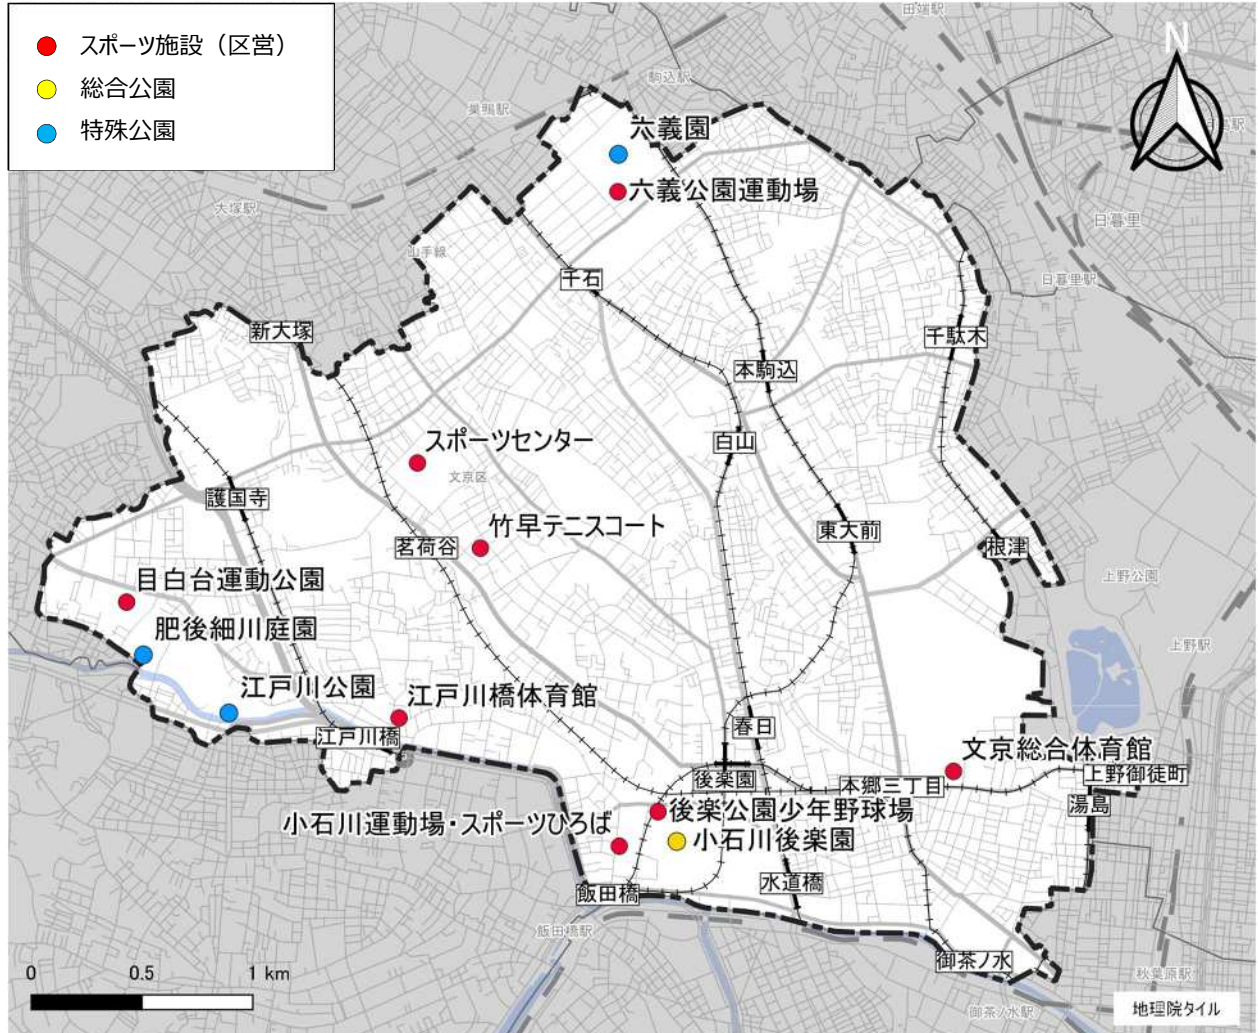 スポーツ施設（区営）
総合公園
特殊公園
N
田端駅
駒込駅
巣鴨駅
六義園
六義公園運動場
大塚駅
山手線
日暮里
日暮里駅
千石
新大塚
千駄木
本駒込
白山
スポーツセンター
文京区
護国寺
竹早テニスコート
茗荷谷
東大前
根津
上野公園
目白台運動公園
肥後細川庭園
上野駅
江戸川公園
江戸川橋体育館
江戸川橋
春日
文京総合体育館
後楽園
本郷三丁目
上野御徒町
湯島
後楽公園少年野球場
小石川運動場・スポーツひろば
小石川後楽園
飯田橋
水道橋
飯田橋駅
御茶ノ水
秋葉原駅
御茶ノ水駅
0 0.5 1 km
地理院タイル